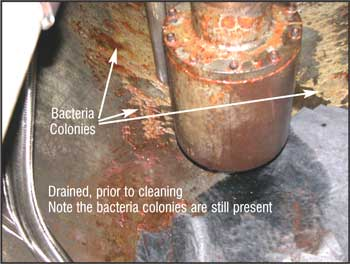 Bacteria
Colonies
Drained, prior to cleaning
Note the bacteria colonies are still present